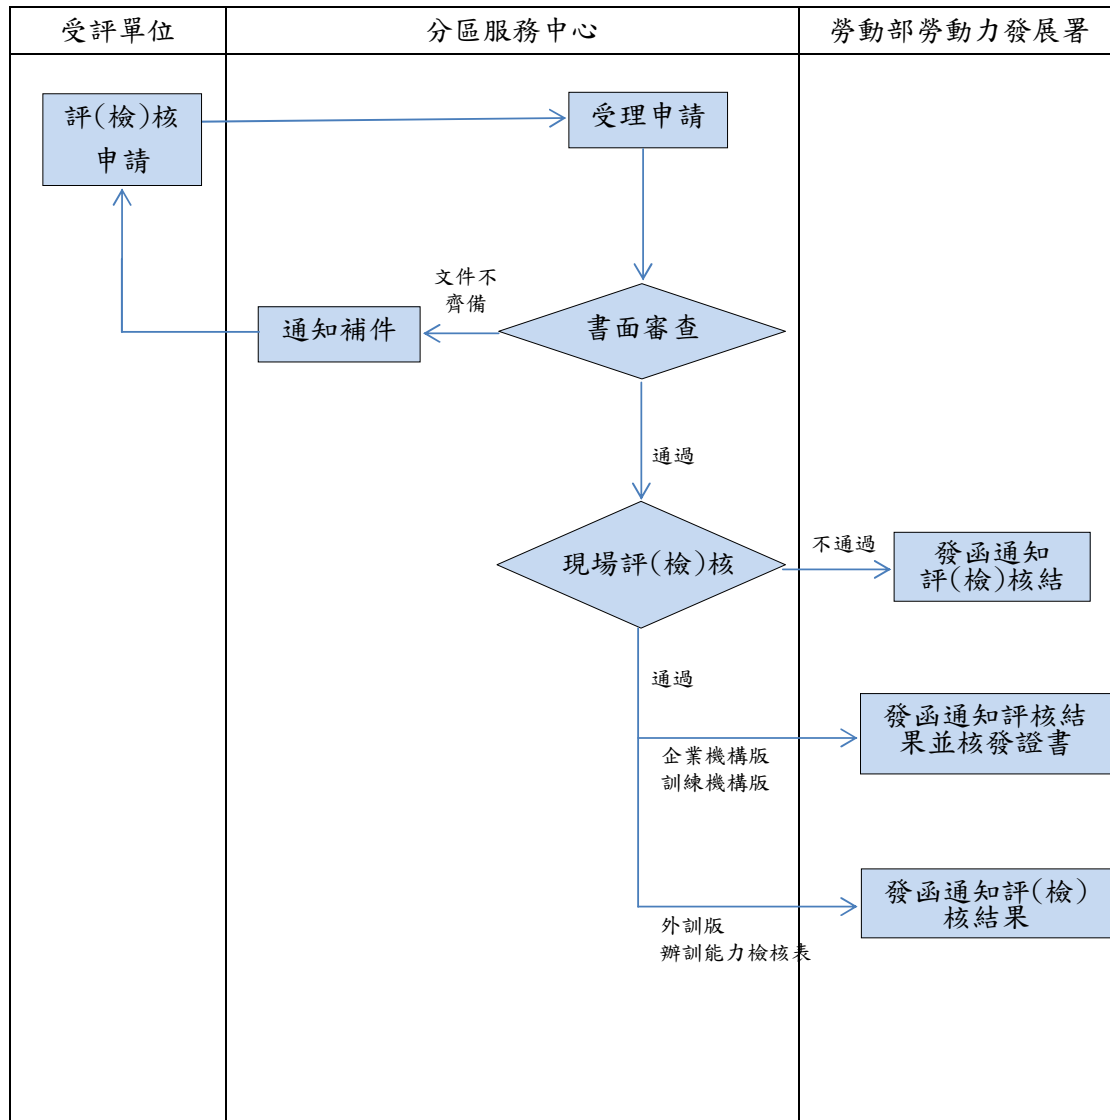 受評單位
分區服務中心
勞動部勞動力發展署
評(檢)核
申請
受理申請
文件不
齊備
通知補件
書面審查
通過
現場評(檢)核
不通過
發函通知
評(檢)核結
通過
發函通知評核結
果並核發證書
企業機構版
訓練機構版
發函通知評(檢)
核結果
外訓版
辦訓能力檢核表